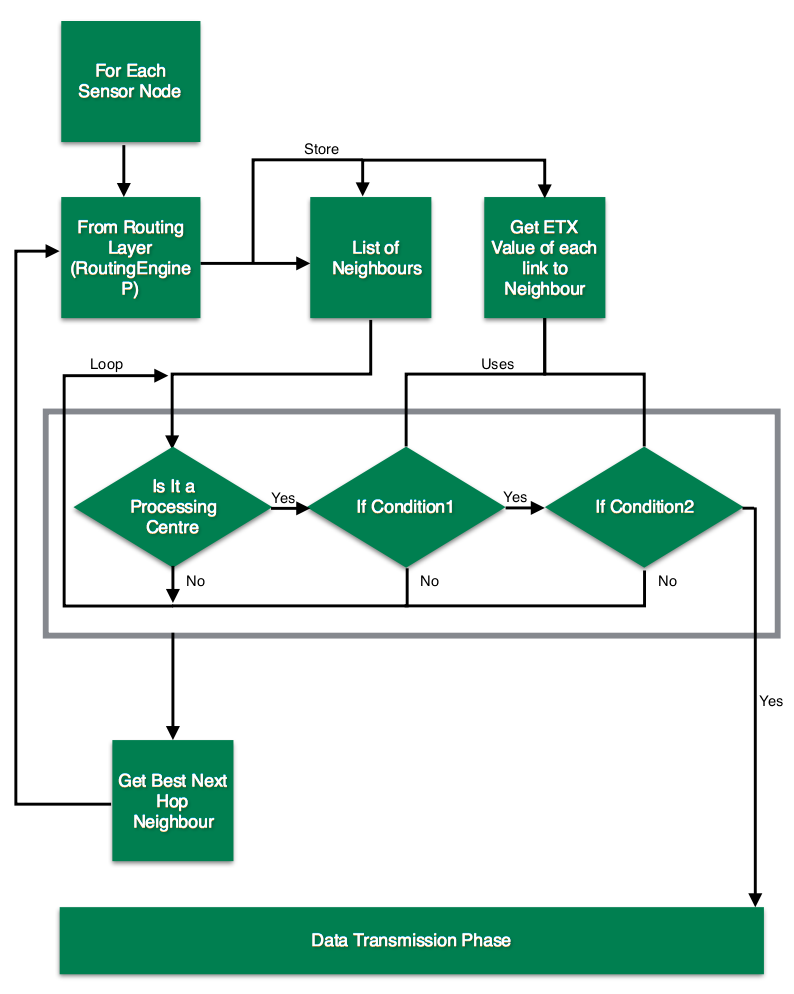 For Each
Sensor Node
Store
From Routing
Layer
(RoutingEngine
P)
List of
Neighbours
Get ETX
Value of each
link to
Neighbour
Loop
Uses
Is It a
Processing
Centre
Yes
If Condition1
Yes
If Condition2
No
No
No
Yes
Get Best Next
Hop
Neighbour
Data Transmission Phase